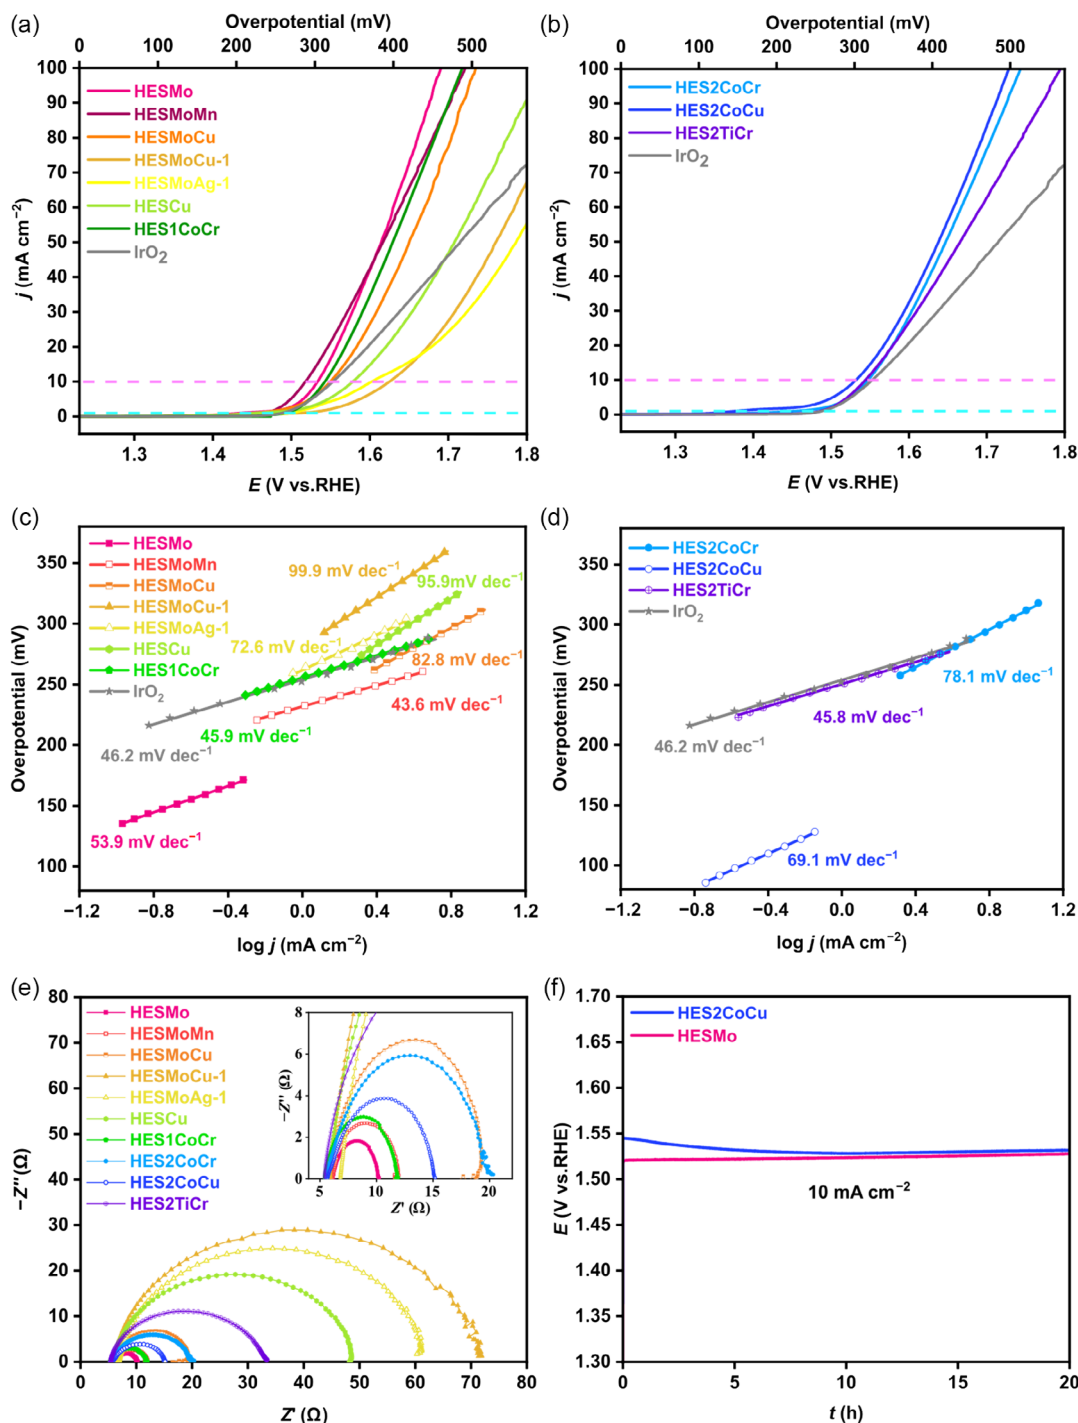 (a)
Overpotential (mV)
0 100 200 300 400 500
100
90
80
70
60
50
40
30
20
10
0
j (mA cm⁻²)
HESMo
HESMoMn
HESMoCu
HESMoCu-1
HESMoAg-1
HESCu
HES1CoCr
IrO₂
1.3 1.4 1.5 1.6 1.7 1.8
E (V vs.RHE)
(b)
Overpotential (mV)
0 100 200 300 400 500
100
90
80
70
60
50
40
30
20
10
0
j (mA cm⁻²)
HES2CoCr
HES2CoCu
HES2TiCr
IrO₂
1.3 1.4 1.5 1.6 1.7 1.8
E (V vs.RHE)
(c)
Overpotential (mV)
350
300
250
200
150
100
HESMo
HESMoMn
HESMoCu
HESMoCu-1
HESMoAg-1
HESCu
HES1CoCr
IrO₂
99.9 mV dec⁻¹
95.9mV dec⁻¹
72.6 mV dec⁻¹
82.8 mV dec⁻¹
43.6 mV dec⁻¹
45.9 mV dec⁻¹
46.2 mV dec⁻¹
53.9 mV dec⁻¹
−1.2 −0.8 −0.4 0.0 0.4 0.8 1.2
log j (mA cm⁻²)
(d)
Overpotential (mV)
350
300
250
200
150
100
HES2CoCr
HES2CoCu
HES2TiCr
IrO₂
78.1 mV dec⁻¹
45.8 mV dec⁻¹
46.2 mV dec⁻¹
69.1 mV dec⁻¹
−1.2 −0.8 −0.4 0.0 0.4 0.8 1.2
log j (mA cm⁻²)
(e)
−Z''(Ω)
80
70
60
50
40
30
20
10
0
HESMo
HESMoMn
HESMoCu
HESMoCu-1
HESMoAg-1
HESCu
HES1CoCr
HES2CoCr
HES2CoCu
HES2TiCr
−Z'' (Ω)
8
6
4
2
0
5 10 15 20
Z' (Ω)
0 10 20 30 40 50 60 70 80
Z' (Ω)
(f)
E (V vs.RHE)
1.70
1.65
1.60
1.55
1.50
1.45
1.40
1.35
1.30
HES2CoCu
HESMo
10 mA cm⁻²
0 5 10 15 20
t (h)